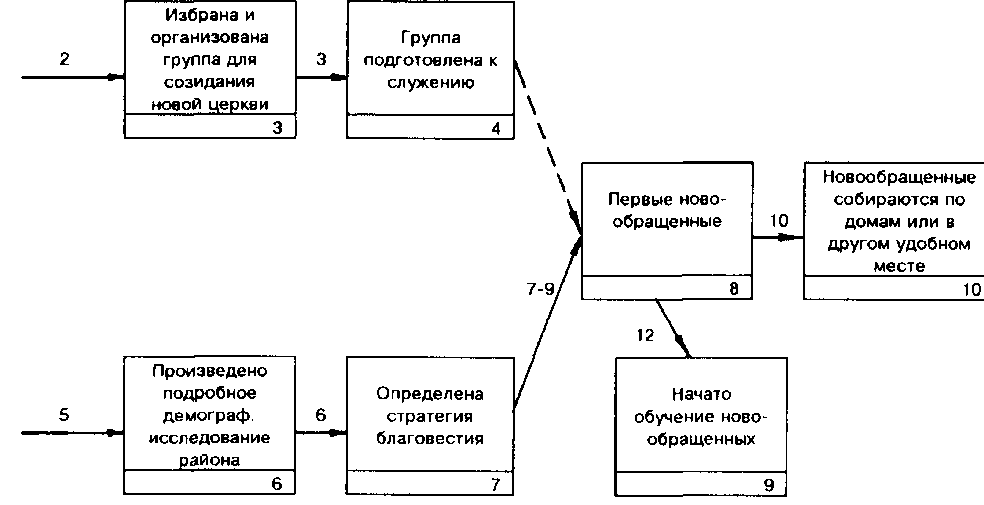 2
Избрана и
организована
группа для
созидания
новой церкви
3
3
Группа
подготовлена к
служению
4
Первые ново-
обращенные
8
10
Новообращенные
собираются по
домам или в
другом удобном
месте
10
7-9
12
5
Произведено
подробное
демограф.
исследование
района
6
6
Определена
стратегия
благовестия
7
Начато
обучение ново-
обращенных
9